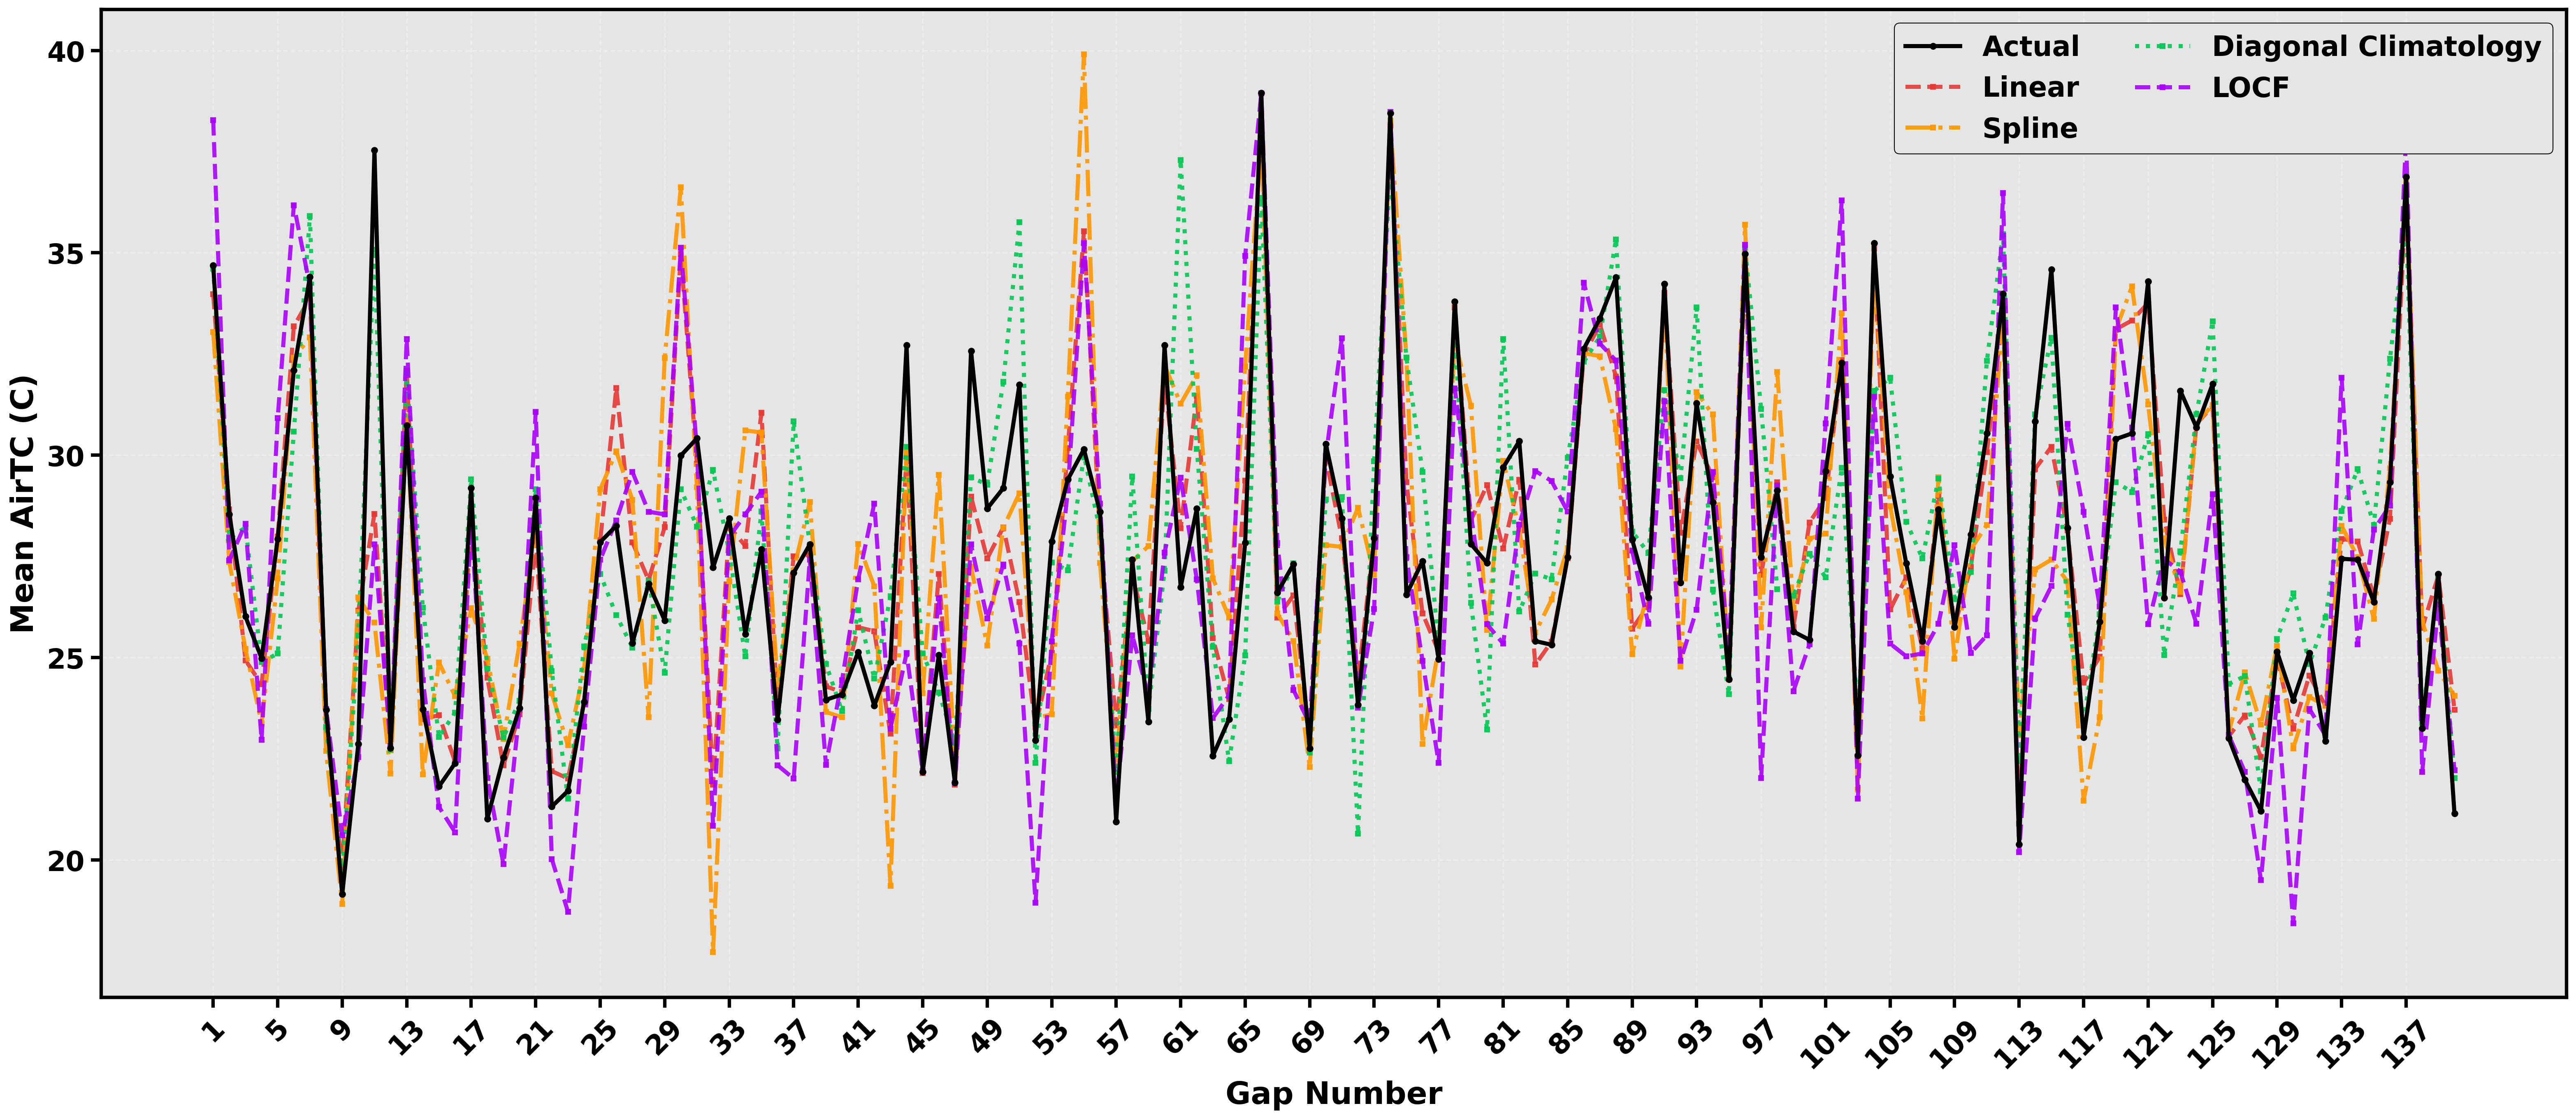 Actual
Linear
Spline
Diagonal Climatology
LOCF
Mean AirTC (C)
40
35
30
25
20
1 5 9 13 17 21 25 29 33 37 41 45 49 53 57 61 65 69 73 77 81 85 89 93 97 101 105 109 113 117 121 125 129 133 137
Gap Number